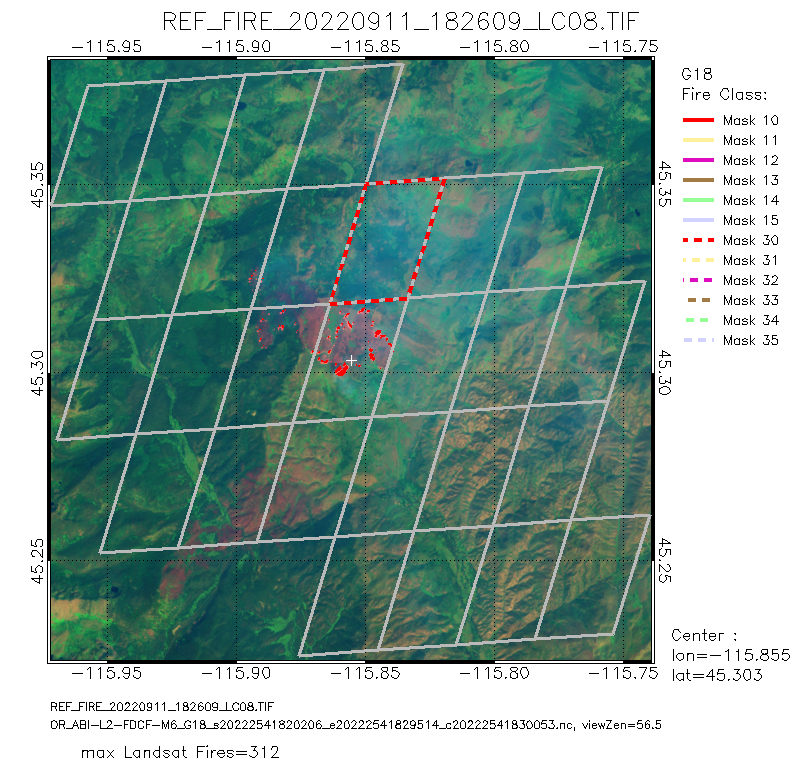 REF_FIRE_20220911_182609_LC08.TIF
−115.95 −115.90 −115.85 −115.80 −115.75
G18
Fire Class:
Mask 10
Mask 11
Mask 12
Mask 13
Mask 14
Mask 15
Mask 30
Mask 31
Mask 32
Mask 33
Mask 34
Mask 35
45.35 45.35
45.30 45.30
45.25 45.25
Center :
lon=−115.855
lat=45.303
−115.95 −115.90 −115.85 −115.80 −115.75
REF_FIRE_20220911_182609_LC08.TIF
OR_ABI−L2−FDCF−M6_G18_s20222541820206_e20222541829514_c20222541830053.nc, viewZen=56.5
max Landsat Fires=312